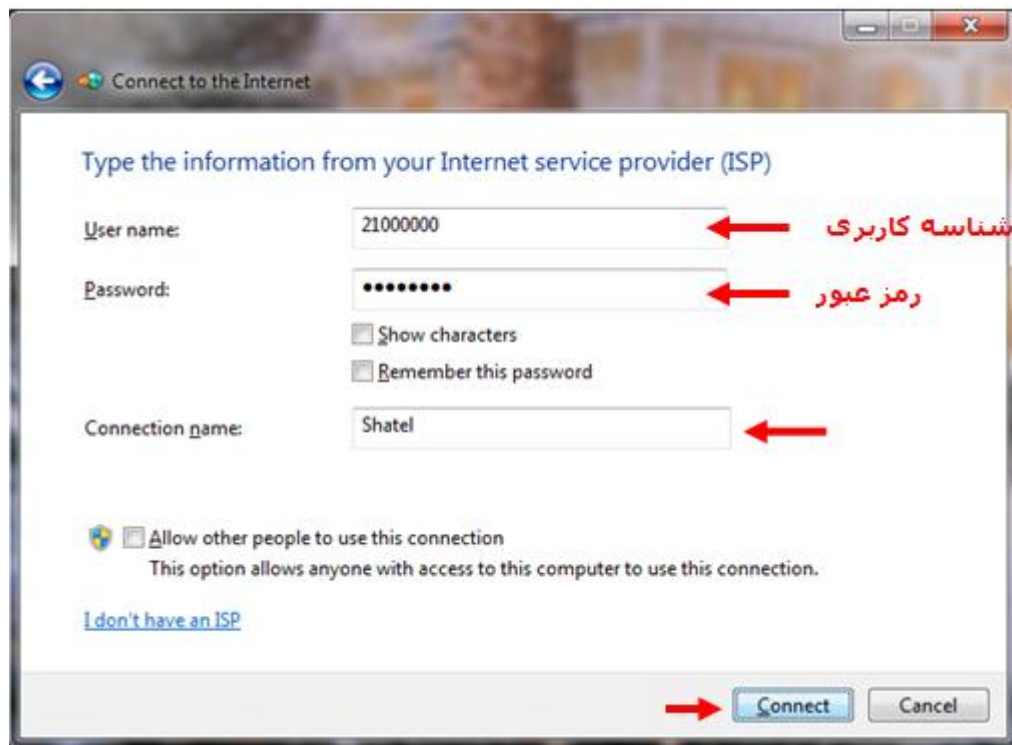 Connect to the Internet
Type the information from your Internet service provider (ISP)
User name: 21000000 شناسه کاربری
Password: •••••••• رمز عبور
Show characters
Remember this password
Connection name: Shatel
Allow other people to use this connection
This option allows anyone with access to this computer to use this connection.
I don't have an ISP
Connect Cancel